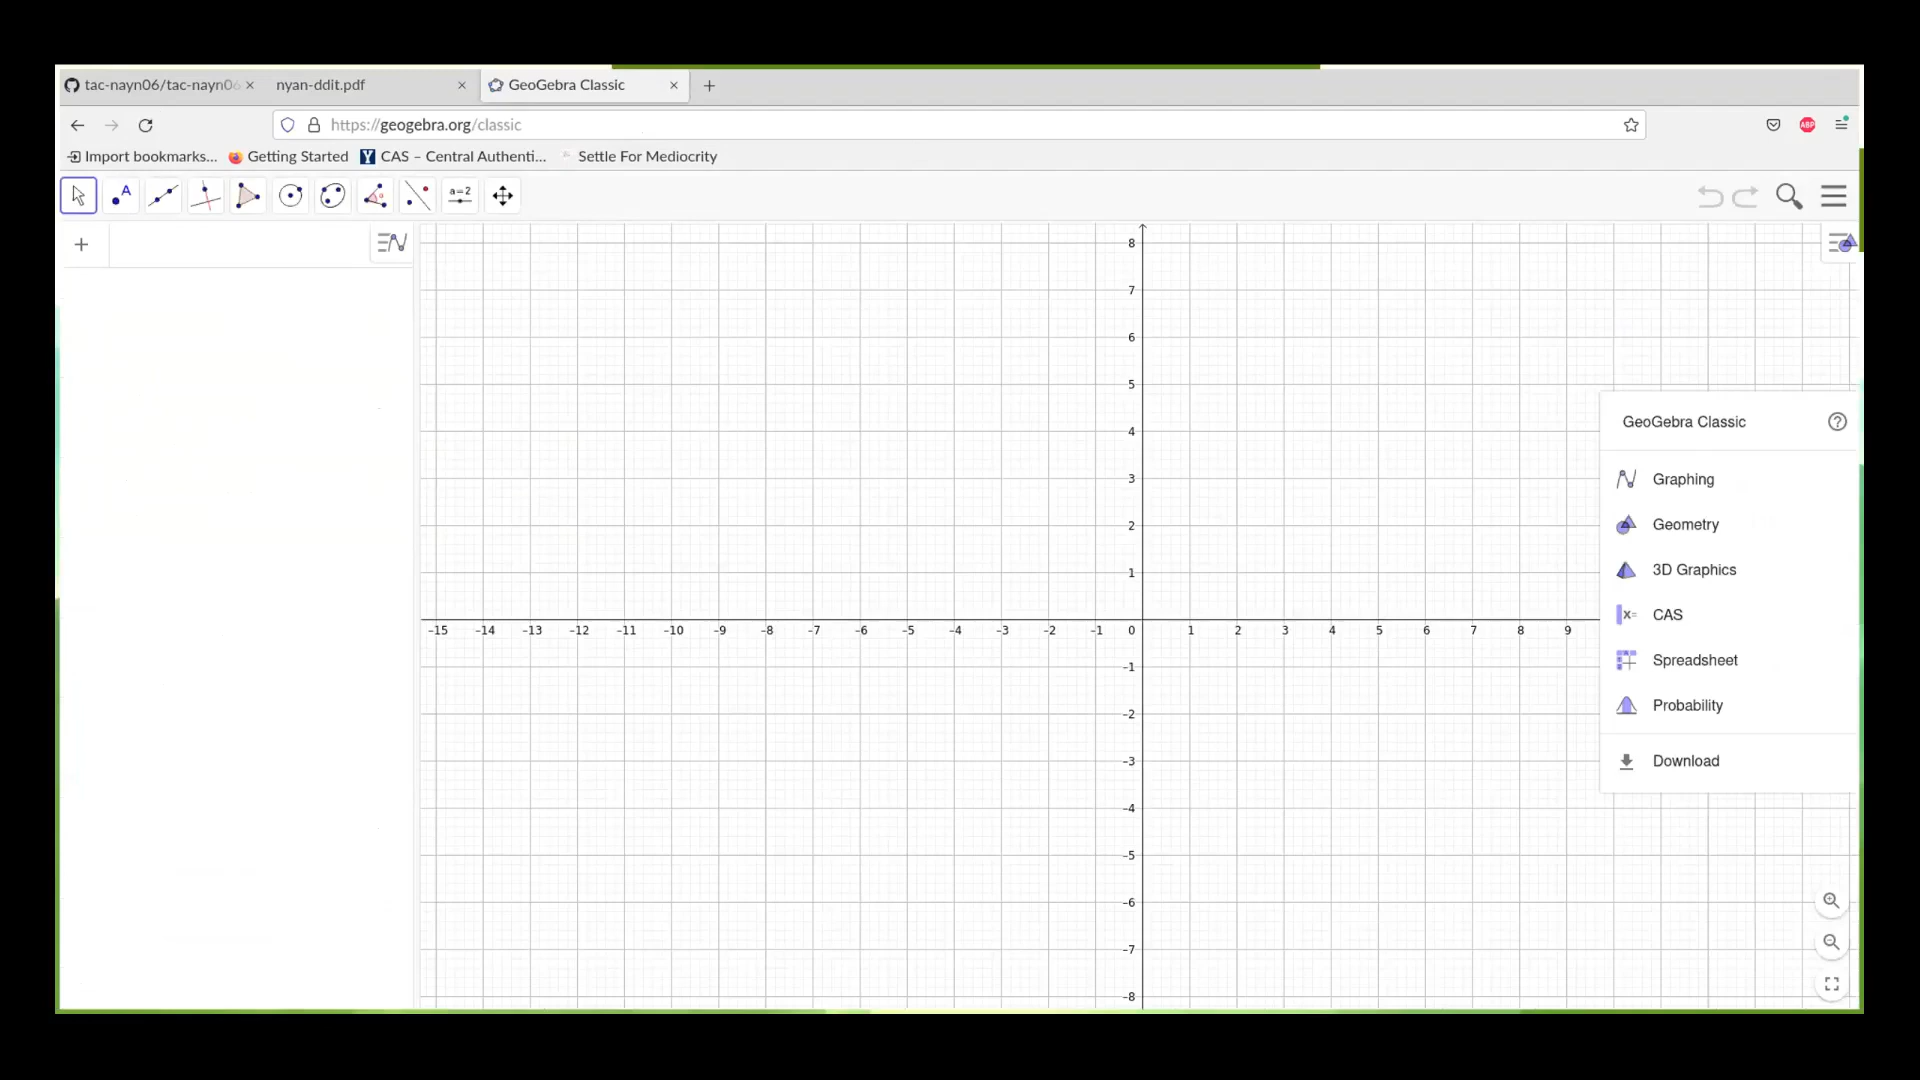 tac-nayn06/tac-nayn06
nyan-ddit.pdf
GeoGebra Classic
https://geogebra.org/classic
ABP
Import bookmarks...
Getting Started
Y
CAS – Central Authenti...
Settle For Mediocrity
A
a=2
8
7
6
5
4
3
2
1
-15 -14 -13 -12 -11 -10 -9 -8 -7 -6 -5 -4 -3 -2 -1 0 1 2 3 4 5 6 7 8 9
-1
-2
-3
-4
-5
-6
-7
-8
GeoGebra Classic
?
Graphing
Geometry
3D Graphics
x=
CAS
Spreadsheet
Probability
Download